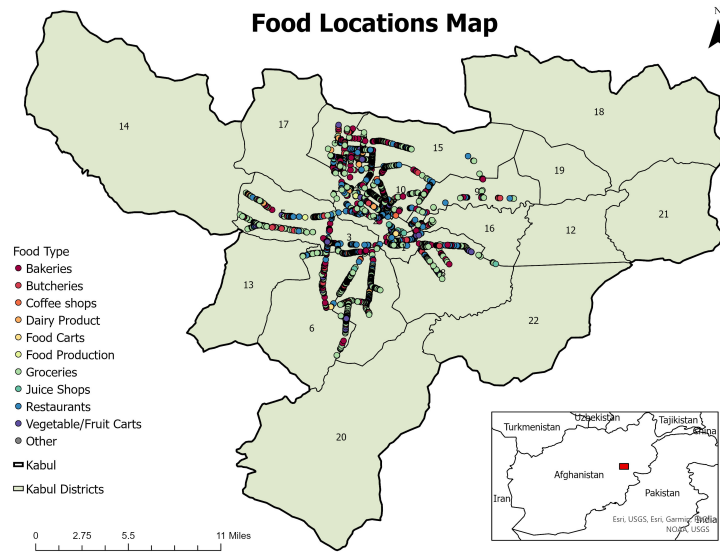 Food Locations Map
N
18
14
17
15
19
10
9
21
16
12
3
13
22
6
20
Food Type
Bakeries
Butcheries
Coffee shops
Dairy Product
Food Carts
Food Production
Groceries
Juice Shops
Restaurants
Vegetable/Fruit Carts
Other
Kabul
Kabul Districts
0 2.75 5.5 11 Miles
Uzbekistan
Tajikistan
Turkmenistan
China
Afghanistan
Iran
Pakistan
India
Esri, USGS, Esri, Garmin,
NOAA, USGS